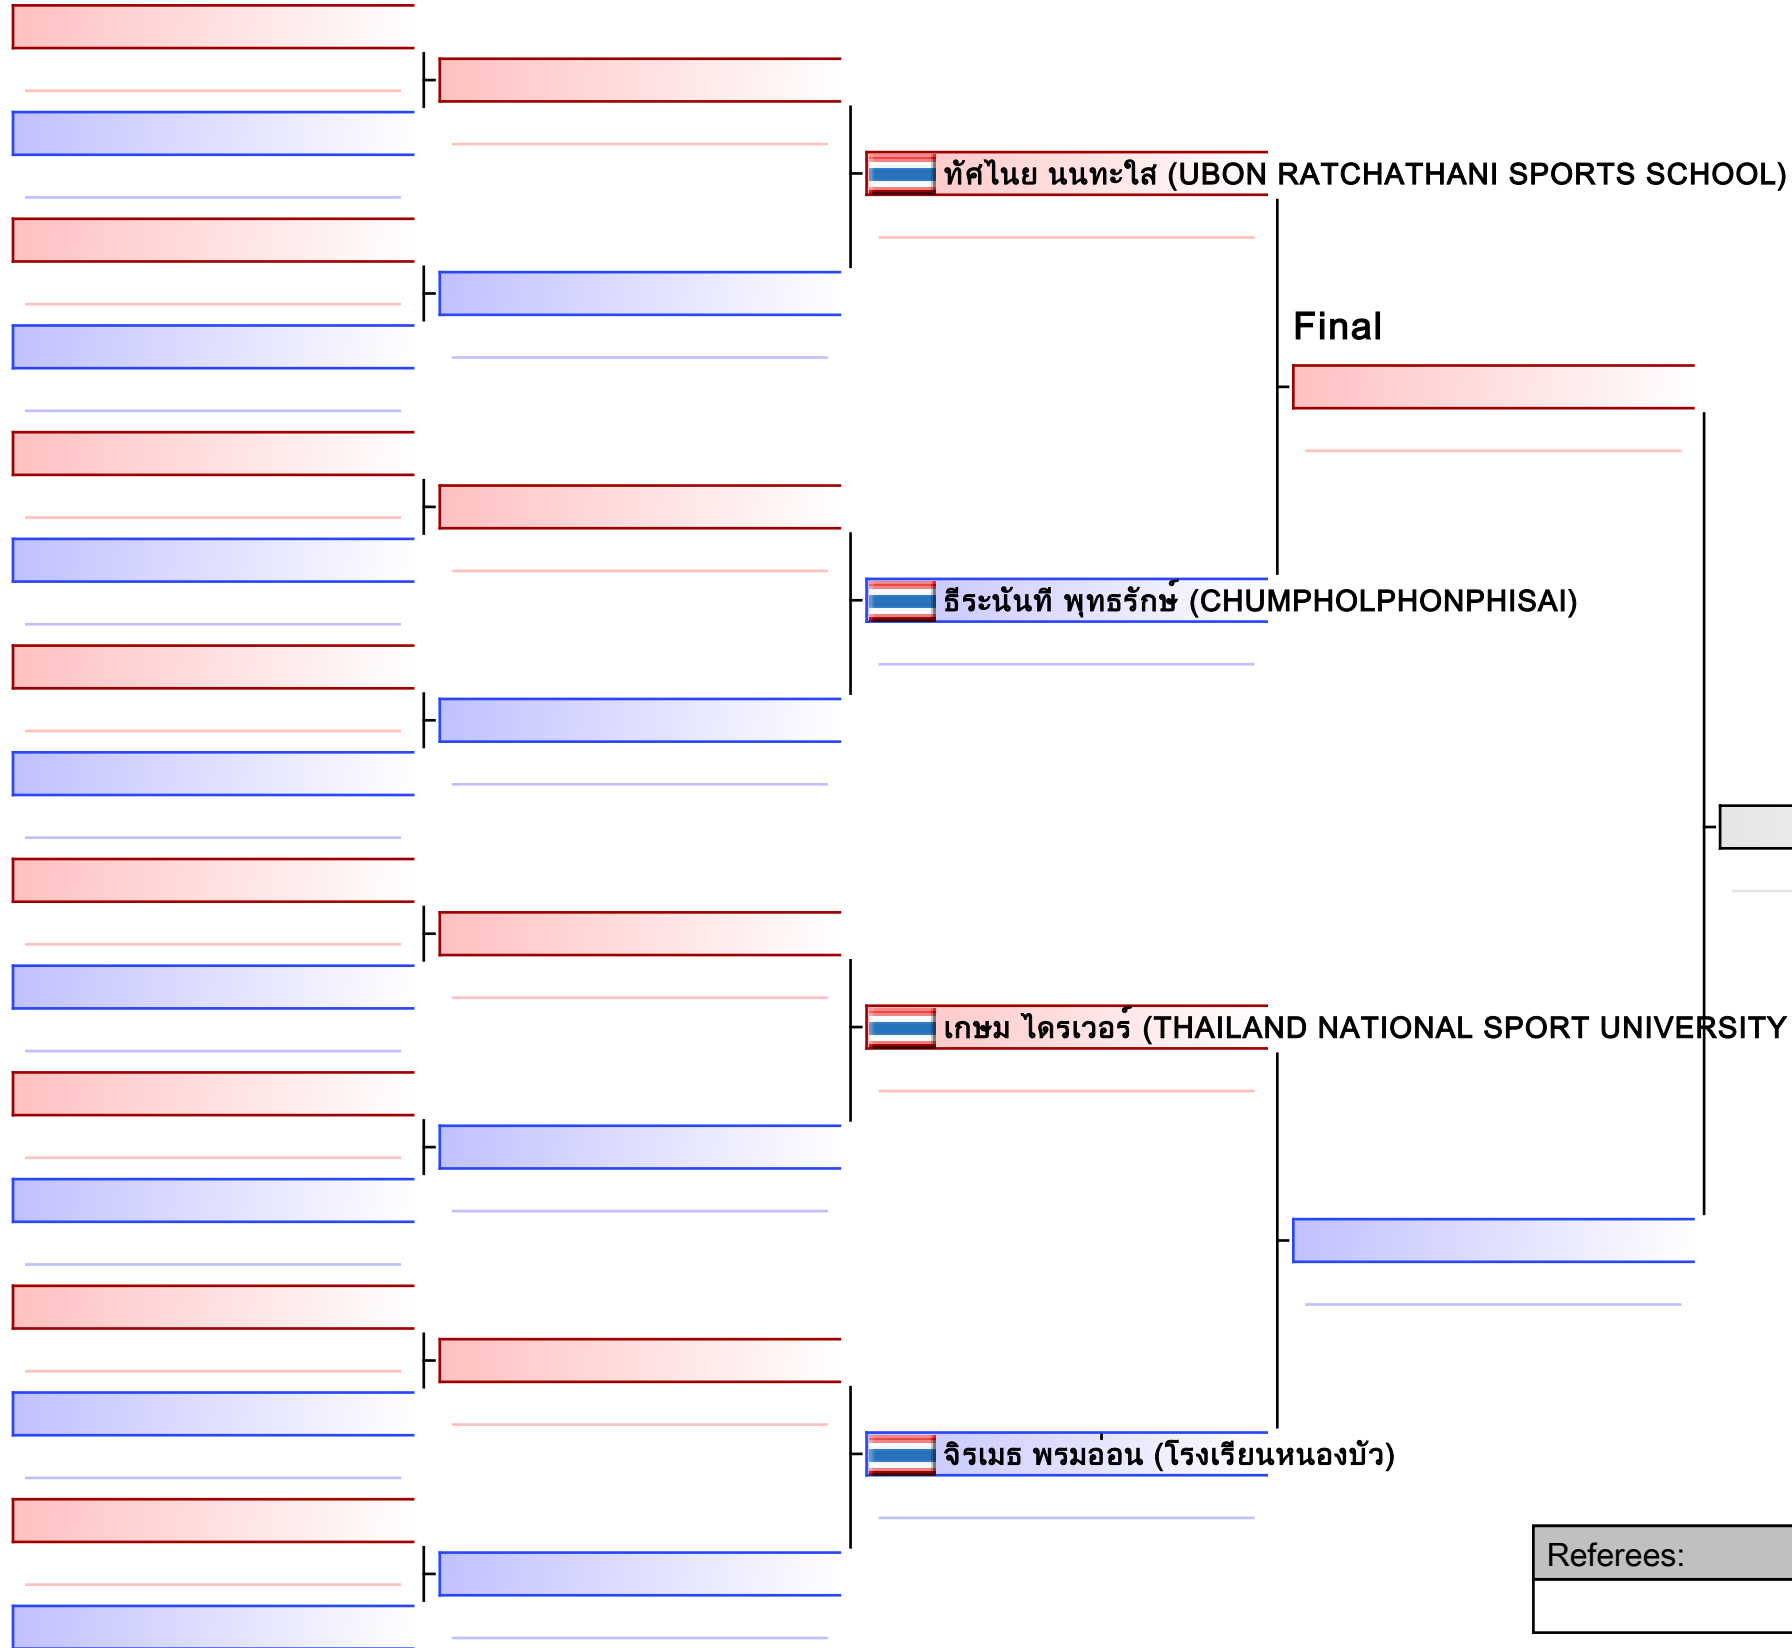 ทัศไนย นนทะใส (UBON RATCHATHANI SPORTS SCHOOL)
Final
ธีระนันที พุทธรักษ์ (CHUMPHOLPHONPHISAI)
เกษม ไดรเวอร์ (THAILAND NATIONAL SPORT UNIVERSITY
จิรเมธ พรมอ่อน (โรงเรียนหนองบัว)
Referees: